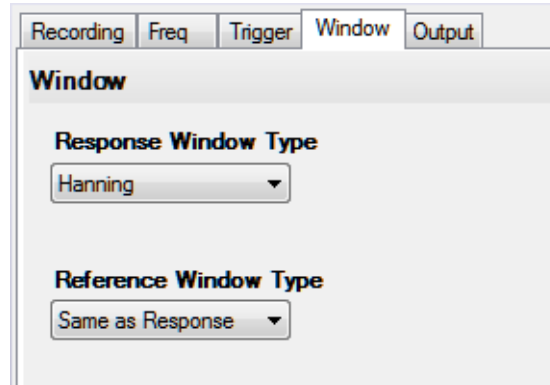 Recording Freq Trigger Window Output
Window
Response Window Type
Hanning
Reference Window Type
Same as Response